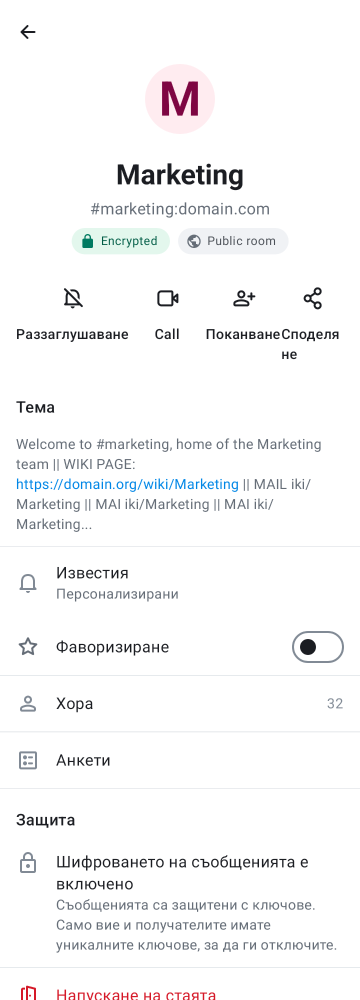 M
Marketing
#marketing:domain.com
Encrypted
Public room
Раззаглушаване
Call
Поканване
Споделя
не
Тема
Welcome to #marketing, home of the Marketing
team || WIKI PAGE:
https://domain.org/wiki/Marketing || MAIL iki/
Marketing || MAI iki/Marketing || MAI iki/
Marketing...
Известия
Персонализирани
Фаворизиране
Хора
32
Анкети
Защита
Шифроването на съобщенията е
включено
Съобщенията са защитени с ключове.
Само вие и получателите имате
уникалните ключове, за да ги отключите.
Напускане на стаята